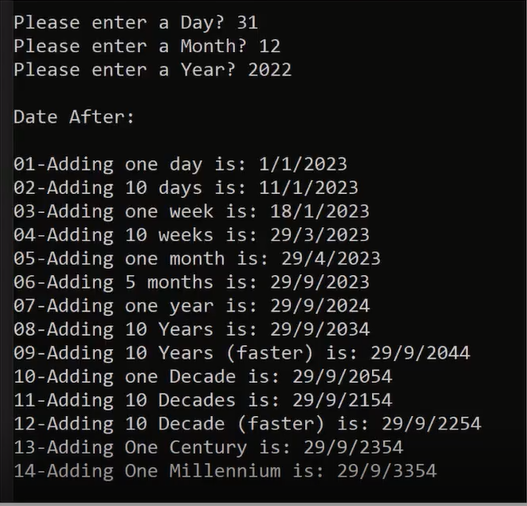 Please enter a Day? 31
Please enter a Month? 12
Please enter a Year? 2022
Date After:
01-Adding one day is: 1/1/2023
02-Adding 10 days is: 11/1/2023
03-Adding one week is: 18/1/2023
04-Adding 10 weeks is: 29/3/2023
05-Adding one month is: 29/4/2023
06-Adding 5 months is: 29/9/2023
07-Adding one year is: 29/9/2024
08-Adding 10 Years is: 29/9/2034
09-Adding 10 Years (faster) is: 29/9/2044
10-Adding one Decade is: 29/9/2054
11-Adding 10 Decades is: 29/9/2154
12-Adding 10 Decade (faster) is: 29/9/2254
13-Adding One Century is: 29/9/2354
14-Adding One Millennium is: 29/9/3354